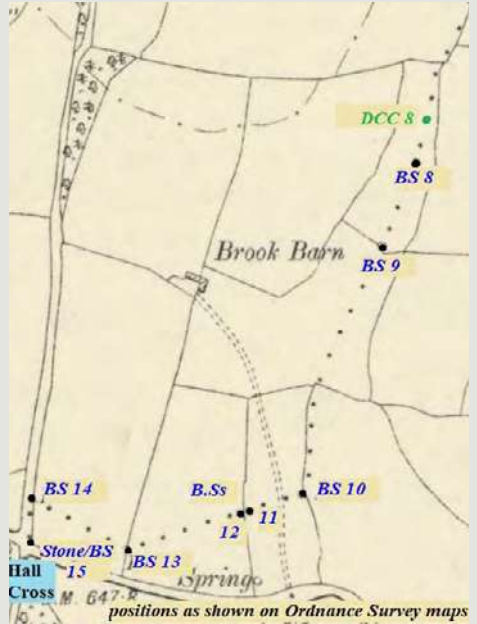 DCC 8
BS 8
Brook Barn
BS 9
BS 14
B.Ss
BS 10
12
11
Stone/BS
15
BS 13
Hall
Cross
Springs
647
positions as shown on Ordnance Survey maps